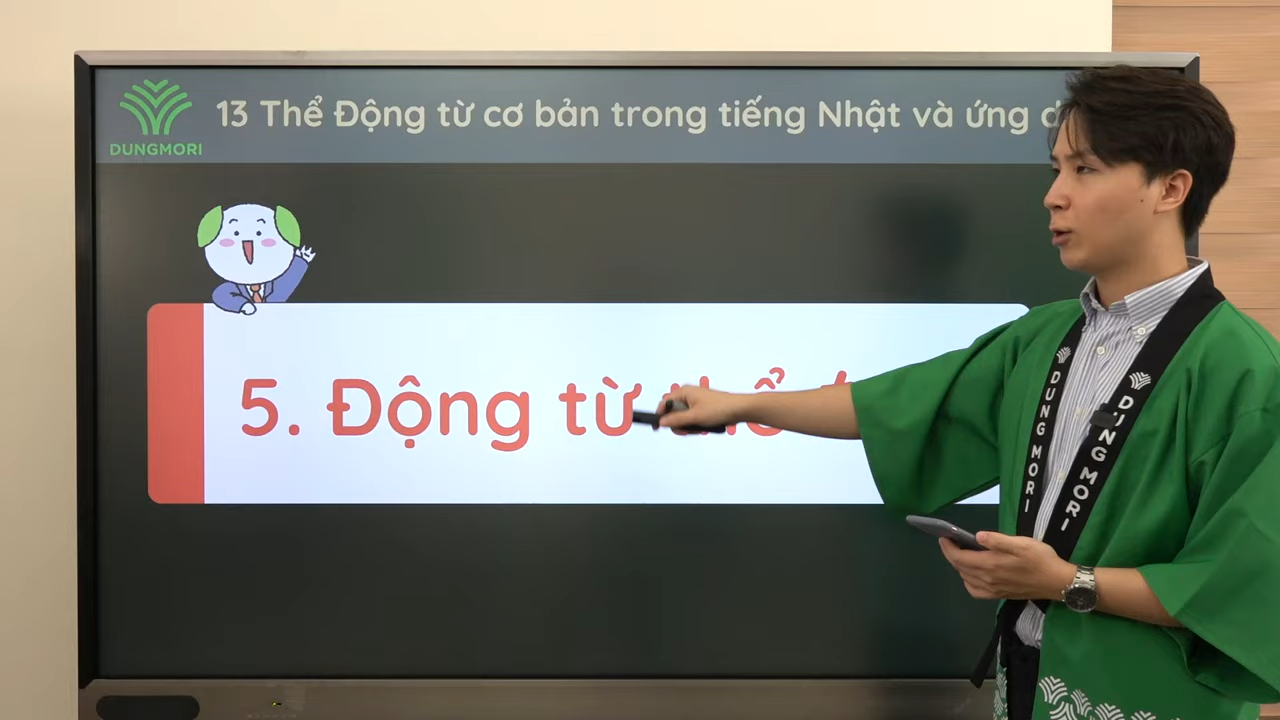 13 Thể Động từ cơ bản trong tiếng Nhật và ứng
DUNGMORI
5. Động từ thể
DUNG MORI
DUNG MORI